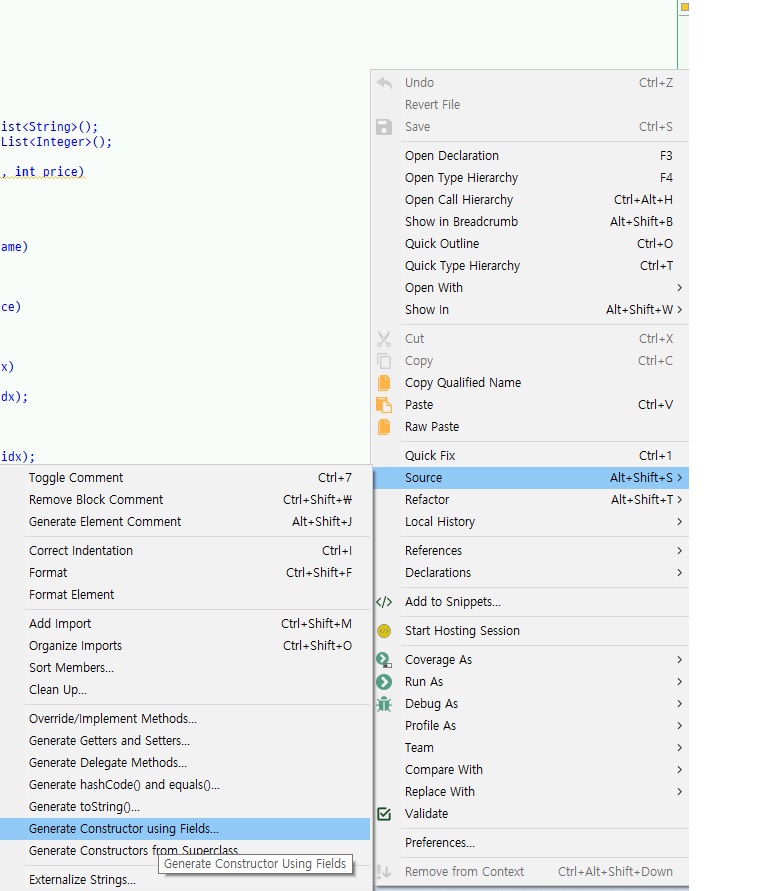 ist<String>();
List<Integer>();
, int price)
ame)
ce)
x)
dx);
idx);
Undo Ctrl+Z
Revert File
Save Ctrl+S
Open Declaration F3
Open Type Hierarchy F4
Open Call Hierarchy Ctrl+Alt+H
Show in Breadcrumb Alt+Shift+B
Quick Outline Ctrl+O
Quick Type Hierarchy Ctrl+T
Open With >
Show In Alt+Shift+W >
Cut Ctrl+X
Copy Ctrl+C
Copy Qualified Name
Paste Ctrl+V
Raw Paste
Quick Fix Ctrl+1
Source Alt+Shift+S >
Refactor Alt+Shift+T >
Local History >
References >
Declarations >
Add to Snippets...
Start Hosting Session
Coverage As >
Run As >
Debug As >
Profile As >
Team >
Compare With >
Replace With >
Validate
Preferences...
Remove from Context Ctrl+Alt+Shift+Down
Toggle Comment Ctrl+7
Remove Block Comment Ctrl+Shift+₩
Generate Element Comment Alt+Shift+J
Correct Indentation Ctrl+I
Format Ctrl+Shift+F
Format Element
Add Import Ctrl+Shift+M
Organize Imports Ctrl+Shift+O
Sort Members...
Clean Up...
Override/Implement Methods...
Generate Getters and Setters...
Generate Delegate Methods...
Generate hashCode() and equals()...
Generate toString()...
Generate Constructor using Fields...
Generate Constructors from Superclass
Generate Constructor Using Fields
Externalize Strings...